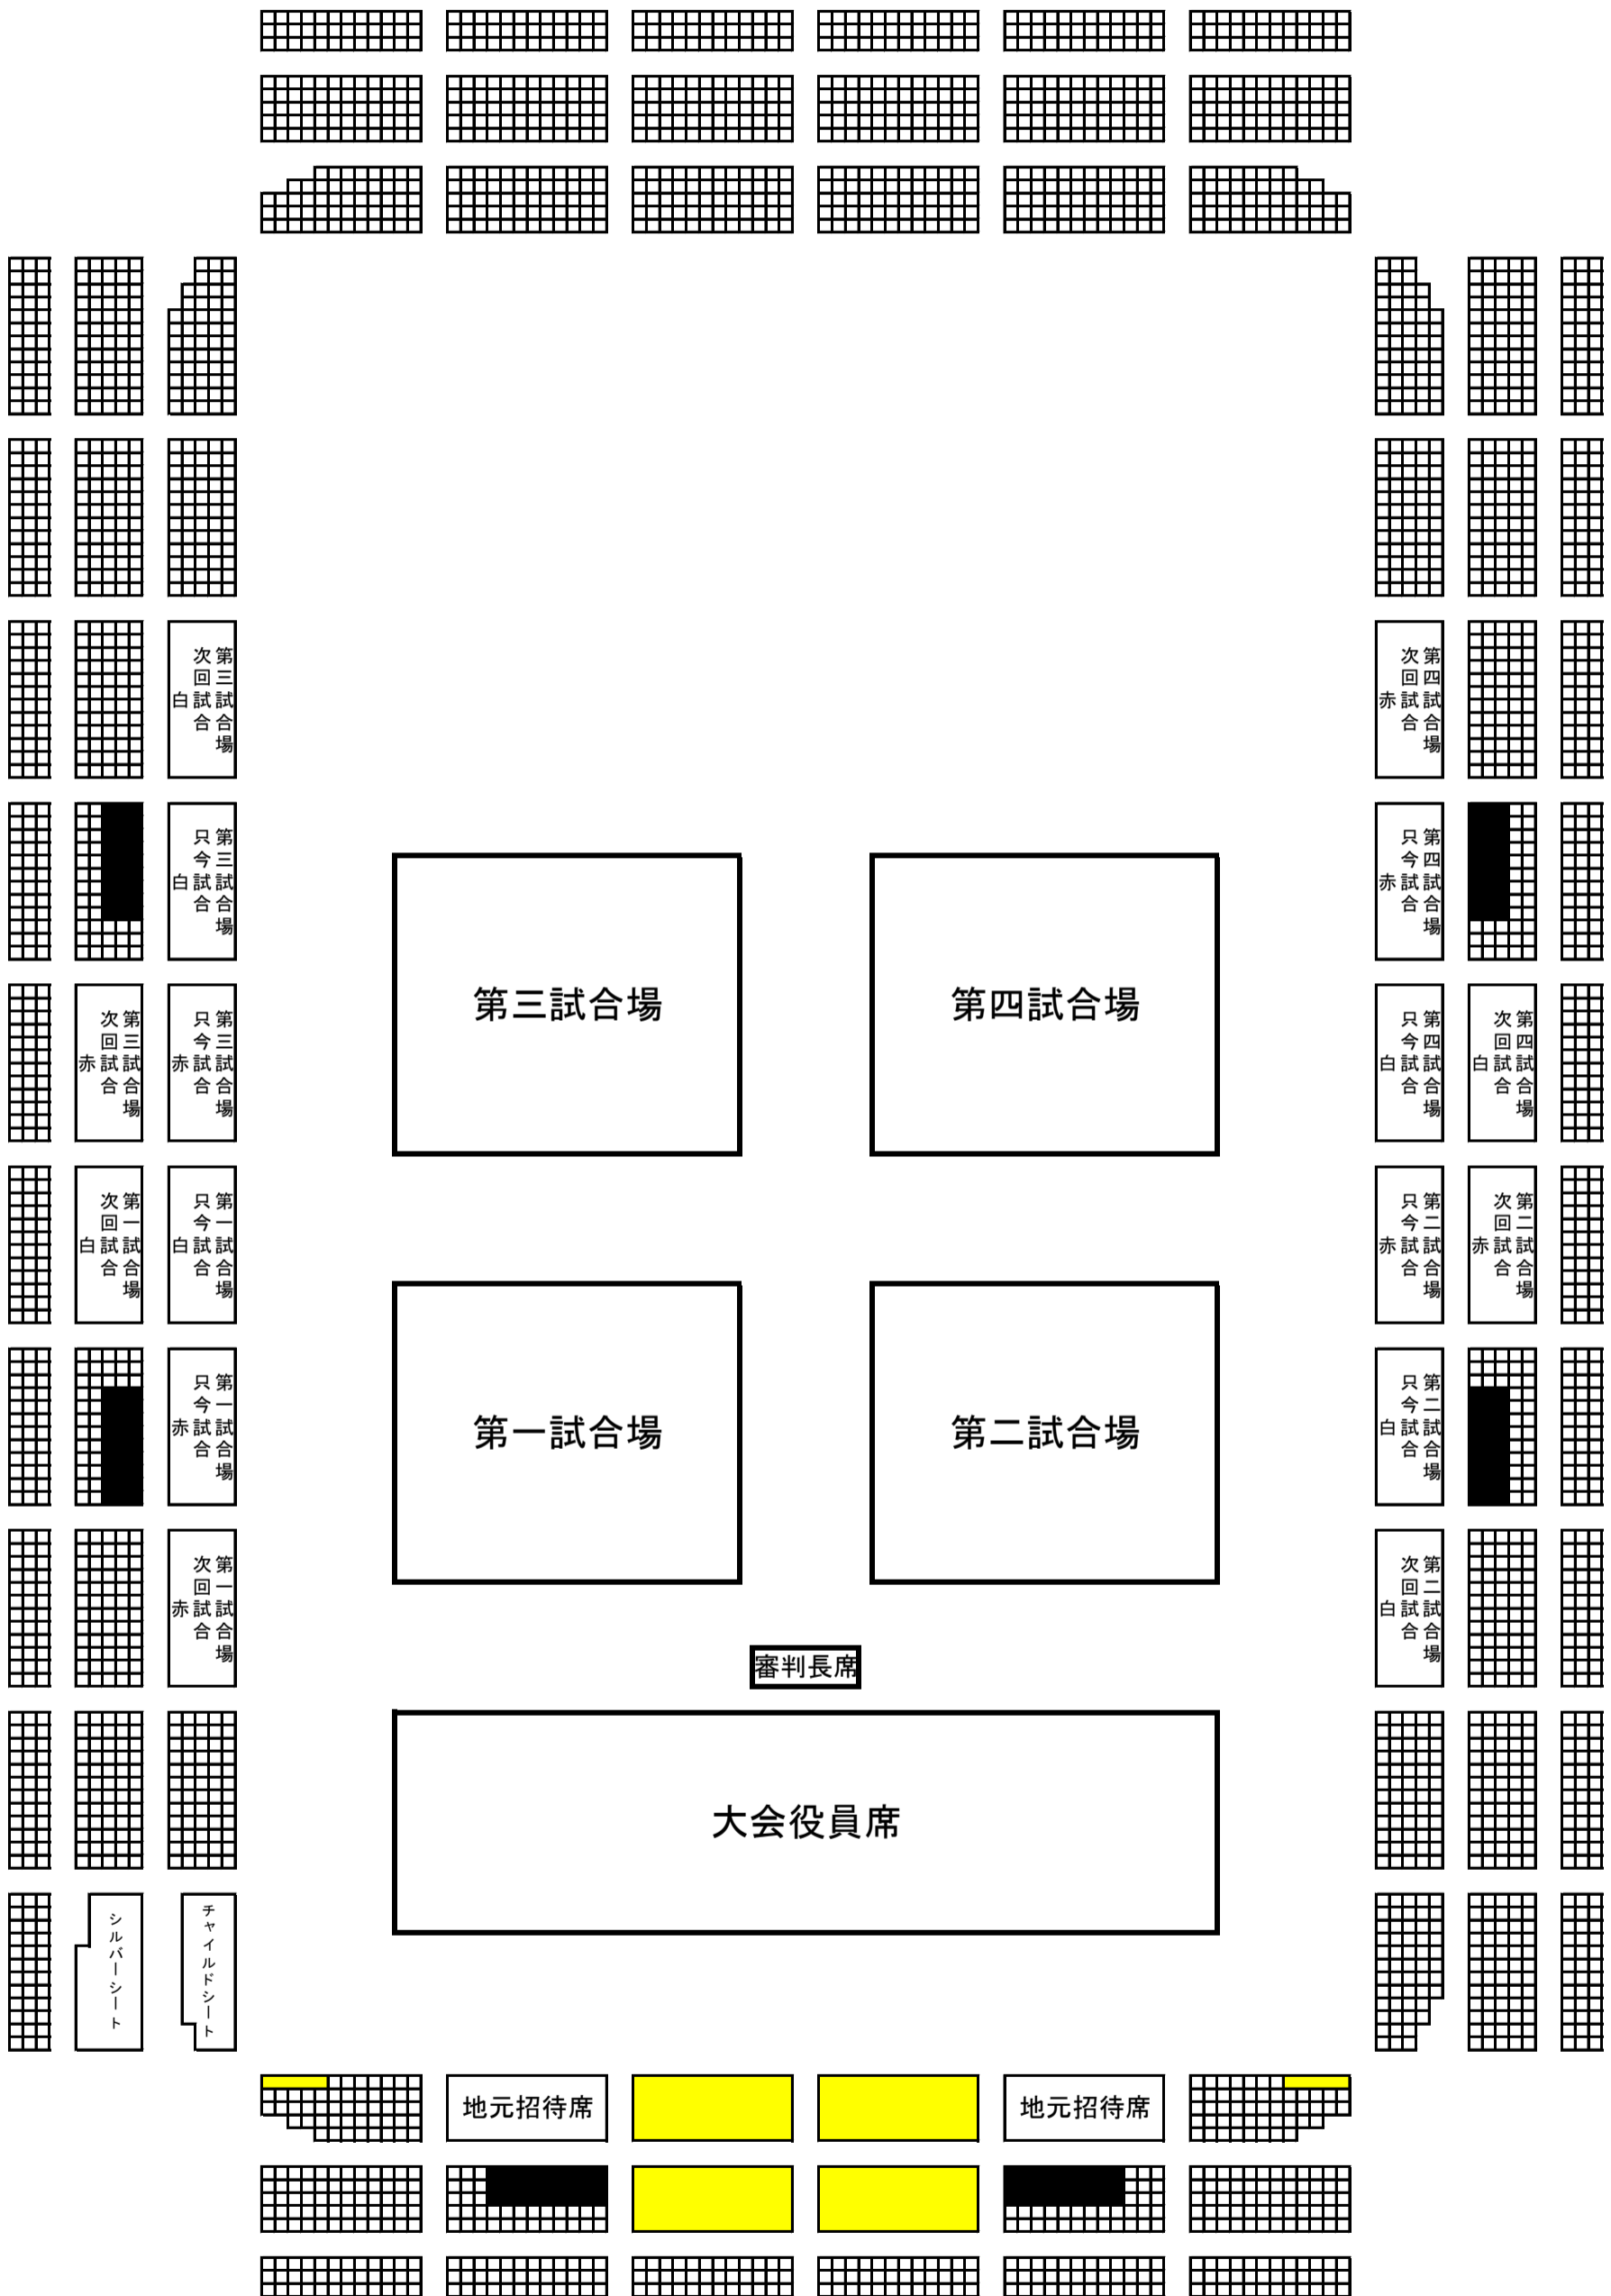 第三試合場
次回試合
白
第四試合場
次回試合
赤
第三試合場
只今試合
白
第四試合場
只今試合
赤
第三試合場
第四試合場
第三試合場
次回試合
赤
第三試合場
只今試合
赤
第四試合場
只今試合
白
第四試合場
次回試合
白
第一試合場
次回試合
白
第一試合場
只今試合
白
第二試合場
只今試合
赤
第二試合場
次回試合
赤
第一試合場
只今試合
赤
第一試合場
第二試合場
第二試合場
只今試合
白
第一試合場
次回試合
赤
第二試合場
次回試合
白
審判長席
大会役員席
シルバーシート
チャイルドシート
地元招待席
地元招待席